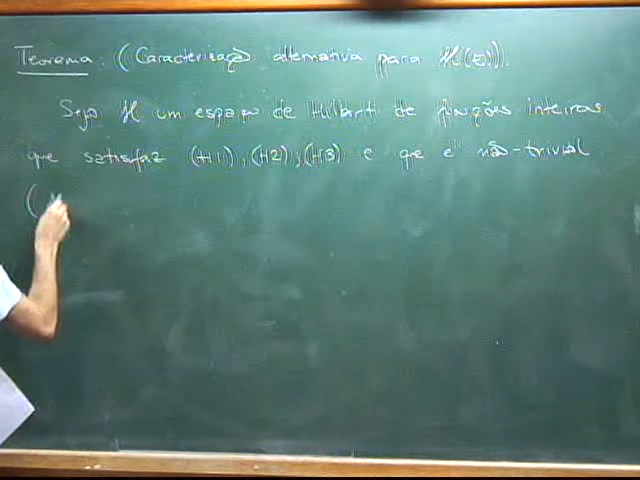 Teorema: (Caracterização alternativa para H(E)).
Seja H um espaço de Hilbert de funções inteiras
que satisfaz (H1), (H2), (H3) e que é não-trivial
(